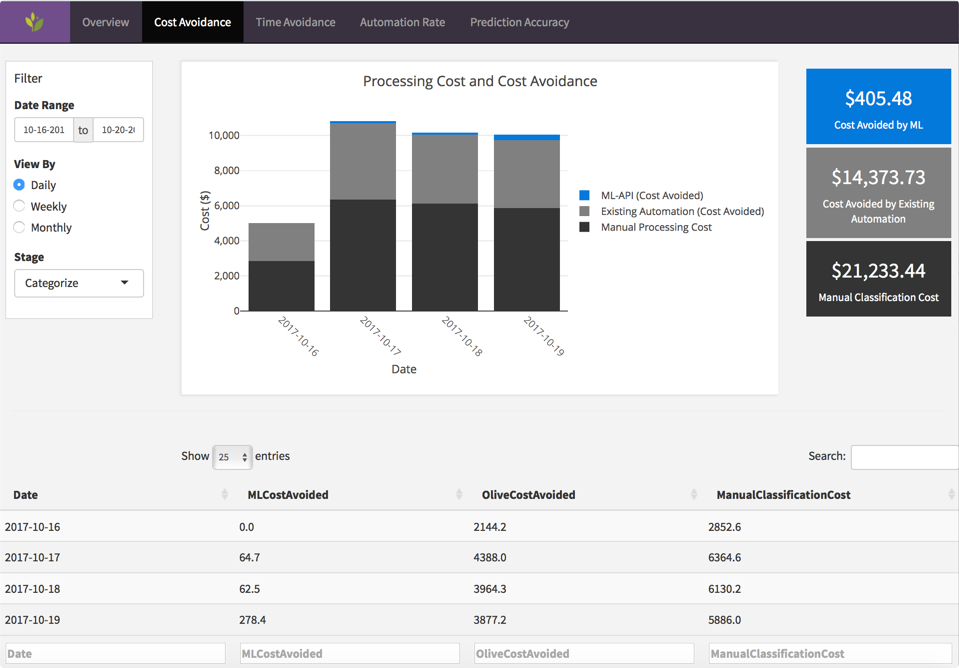 Overview Cost Avoidance Time Avoidance Automation Rate Prediction Accuracy
Filter
Date Range
10-16-201 to 10-20-20
View By
Daily
Weekly
Monthly
Stage
Categorize
Processing Cost and Cost Avoidance
Cost ($)
10,000
8,000
6,000
4,000
2,000
0
2017-10-16 2017-10-17 2017-10-18 2017-10-19
Date
ML-API (Cost Avoided)
Existing Automation (Cost Avoided)
Manual Processing Cost
$405.48
Cost Avoided by ML
$14,373.73
Cost Avoided by Existing
Automation
$21,233.44
Manual Classification Cost
Show 25 entries
Search:
Date MLCostAvoided OliveCostAvoided ManualClassificationCost
2017-10-16 0.0 2144.2 2852.6
2017-10-17 64.7 4388.0 6364.6
2017-10-18 62.5 3964.3 6130.2
2017-10-19 278.4 3877.2 5886.0
Date MLCostAvoided OliveCostAvoided ManualClassificationCost